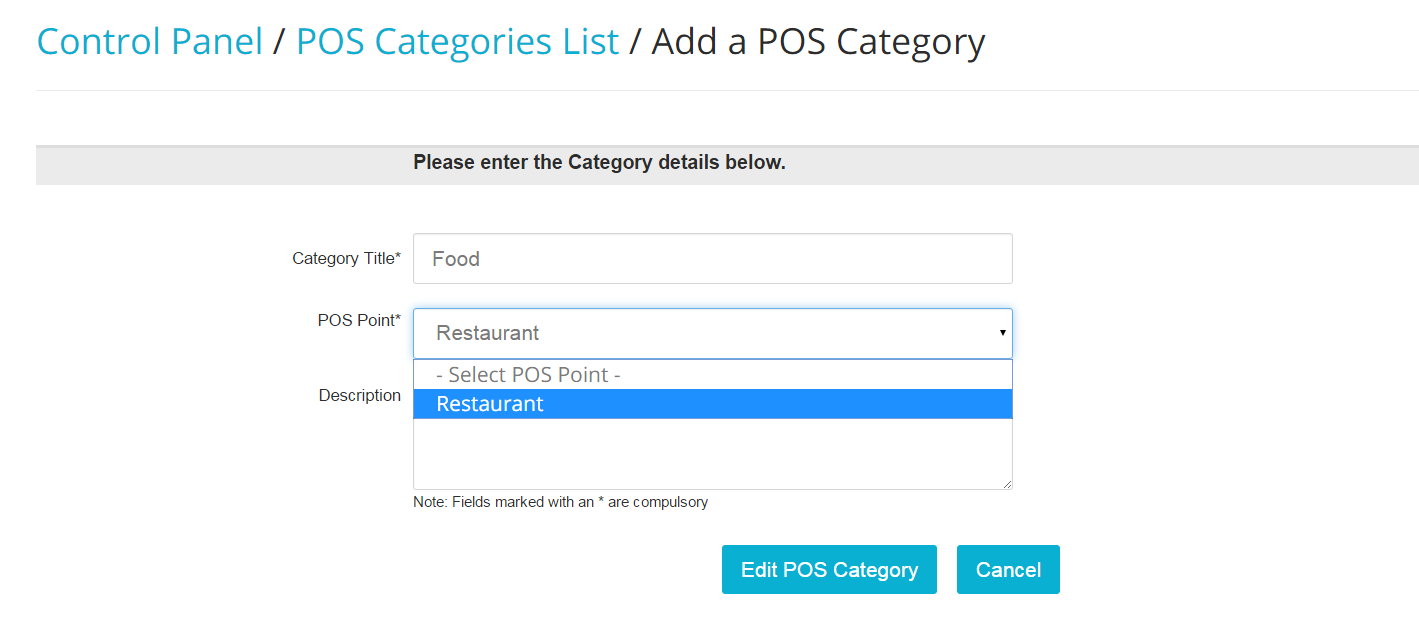 Control Panel / POS Categories List / Add a POS Category
Please enter the Category details below.
Category Title* Food
POS Point* Restaurant
- Select POS Point -
Description Restaurant
Note: Fields marked with an * are compulsory
Edit POS Category Cancel